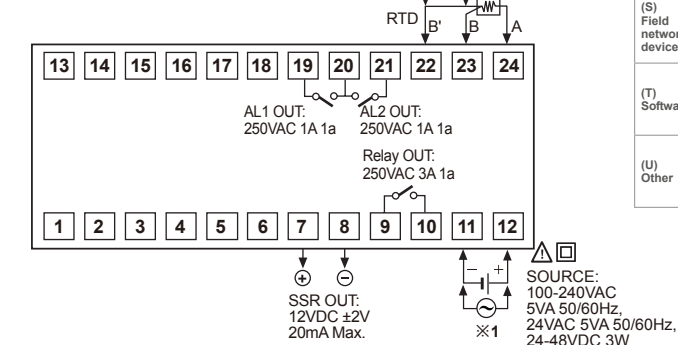 RTD B' B A
13 14 15 16 17 18 19 20 21 22 23 24
AL1 OUT:
250VAC 1A 1a
AL2 OUT:
250VAC 1A 1a
Relay OUT:
250VAC 3A 1a
1 2 3 4 5 6 7 8 9 10 11 12
+ −
SSR OUT:
12VDC ±2V
20mA Max.
− +
※1
SOURCE:
100-240VAC
5VA 50/60Hz,
24VAC 5VA 50/60Hz,
24-48VDC 3W
(S)
Field
device
(T)
(U)
Other